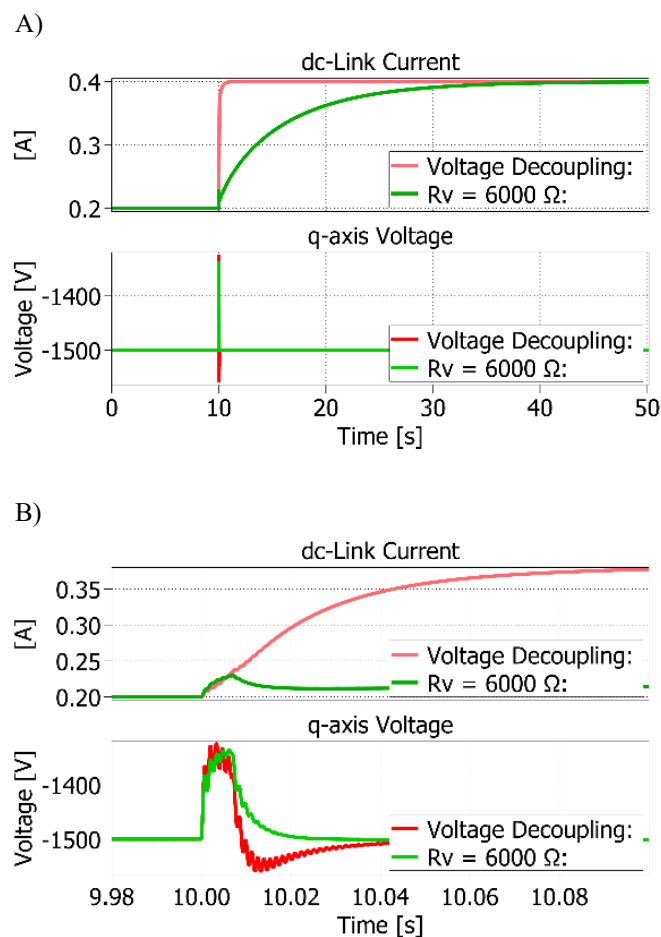 A)
dc-Link Current
0.4
0.3
0.2
[A]
Voltage Decoupling:
Rv = 6000 Ω:
q-axis Voltage
-1400
-1500
Voltage [V]
Voltage Decoupling:
Rv = 6000 Ω:
0 10 20 30 40 50
Time [s]
B)
dc-Link Current
0.35
0.30
0.25
0.20
[A]
Voltage Decoupling:
Rv = 6000 Ω:
q-axis Voltage
-1400
-1500
Voltage [V]
Voltage Decoupling:
Rv = 6000 Ω:
9.98 10.00 10.02 10.04 10.06 10.08
Time [s]